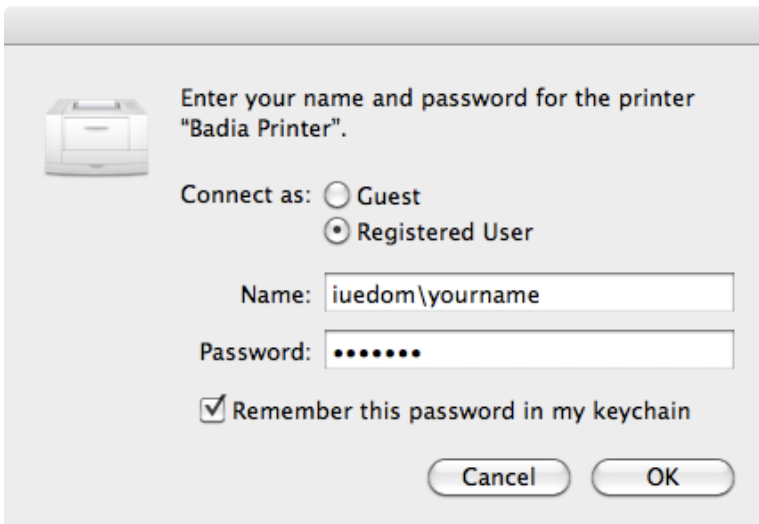 Enter your name and password for the printer
“Badia Printer”.
Connect as: Guest
Registered User
Name: iuedom\yourname
Password: •••••••
Remember this password in my keychain
Cancel OK